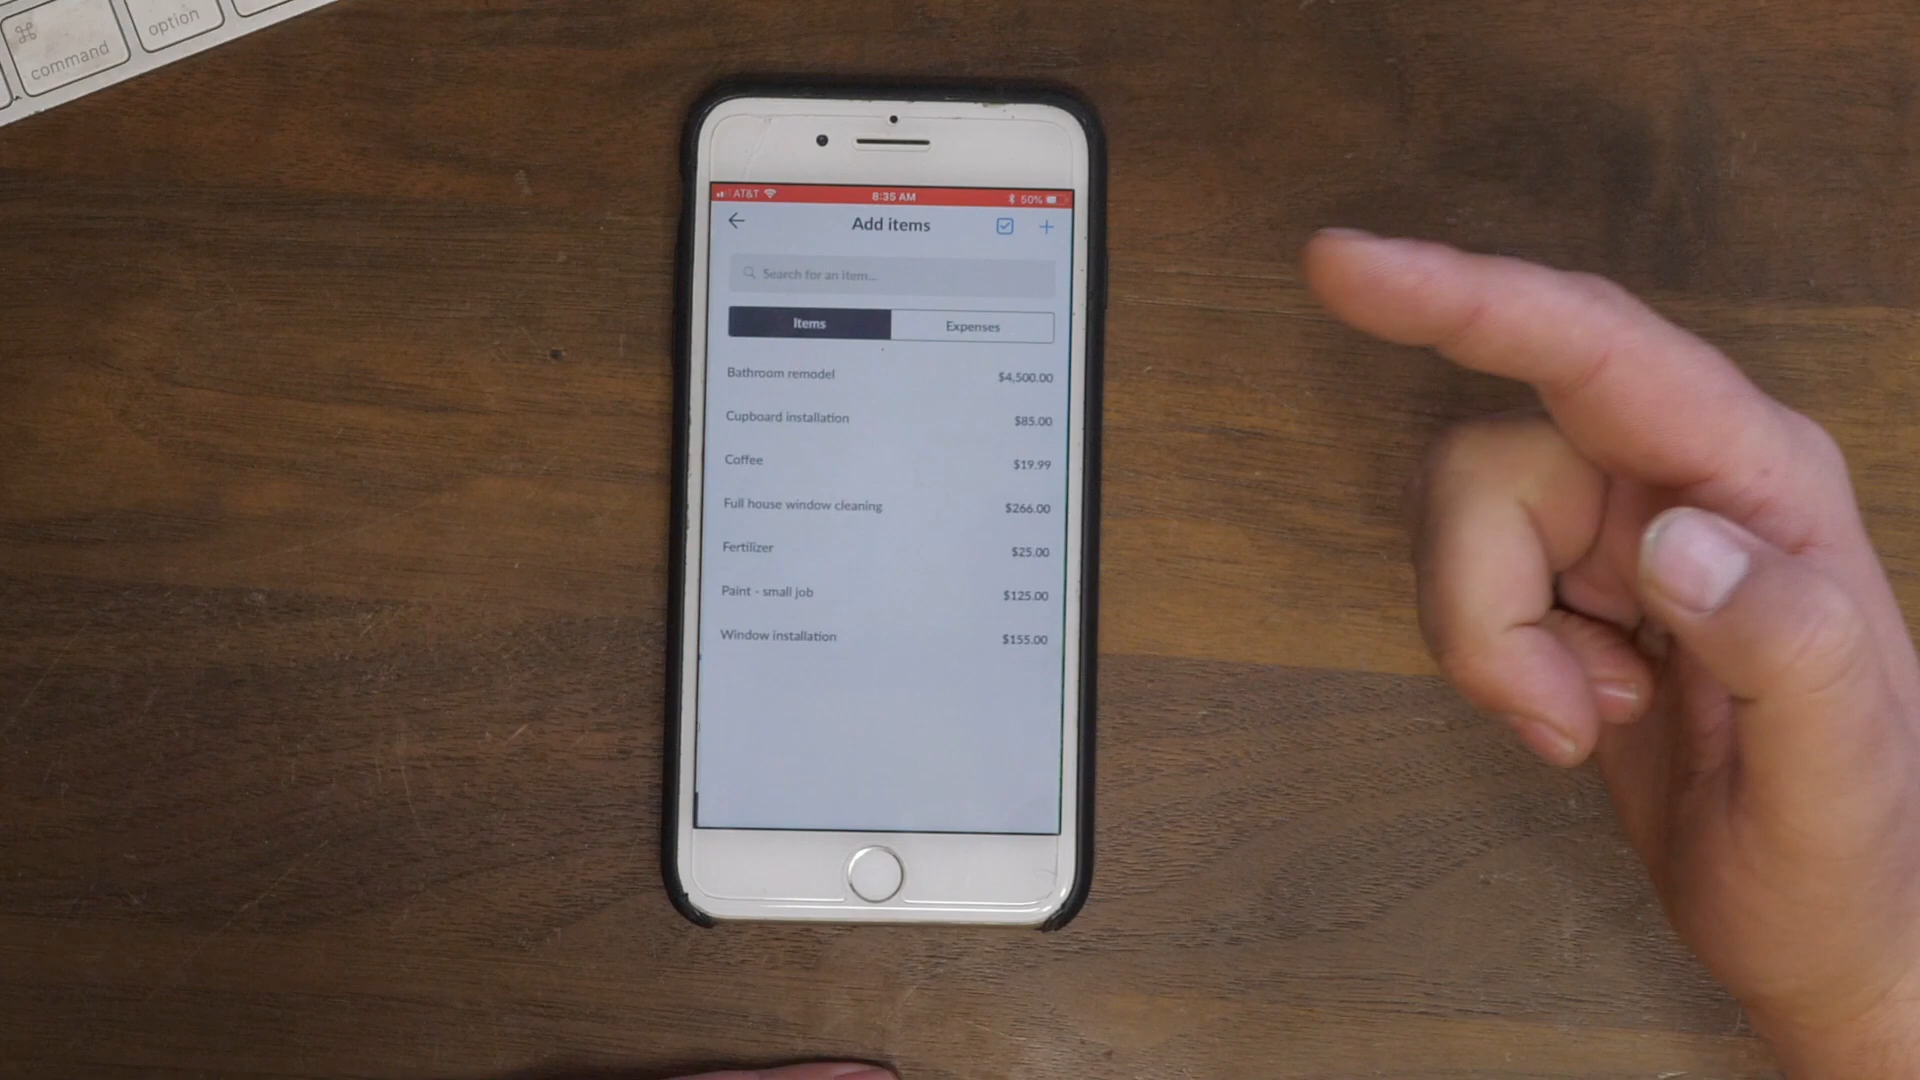 ⌘
command
option
AT&T 8:35 AM 50%
Add items
Search for an item...
Items Expenses
Bathroom remodel $4,500.00
Cupboard installation $85.00
Coffee $19.99
Full house window cleaning $266.00
Fertilizer $25.00
Paint - small job $125.00
Window installation $155.00